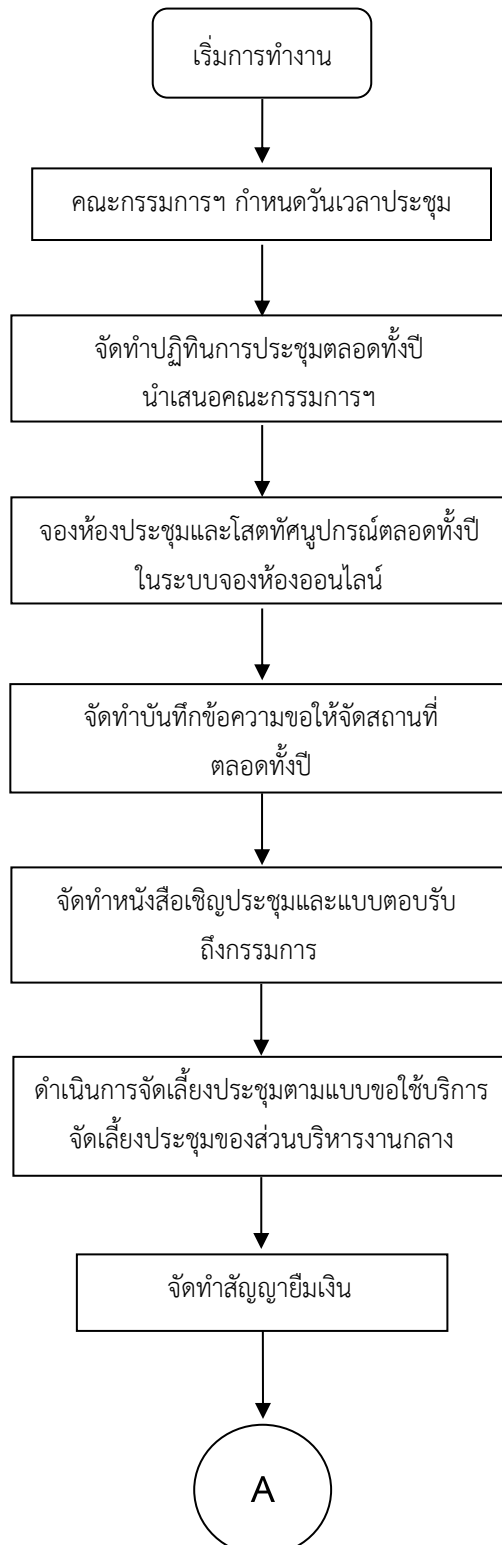 เริ่มการทำงาน
คณะกรรมการฯ กำหนดวันเวลาประชุม
จัดทำปฏิทินการประชุมตลอดทั้งปี
นำเสนอคณะกรรมการฯ
จองห้องประชุมและโสตทัศนูปกรณ์ตลอดทั้งปี
ในระบบจองห้องออนไลน์
จัดทำบันทึกข้อความขอให้จัดสถานที่
ตลอดทั้งปี
จัดทำหนังสือเชิญประชุมและแบบตอบรับ
ถึงกรรมการ
ดำเนินการจัดเลี้ยงประชุมตามแบบขอใช้บริการ
จัดเลี้ยงประชุมของส่วนบริหารงานกลาง
จัดทำสัญญายืมเงิน
A